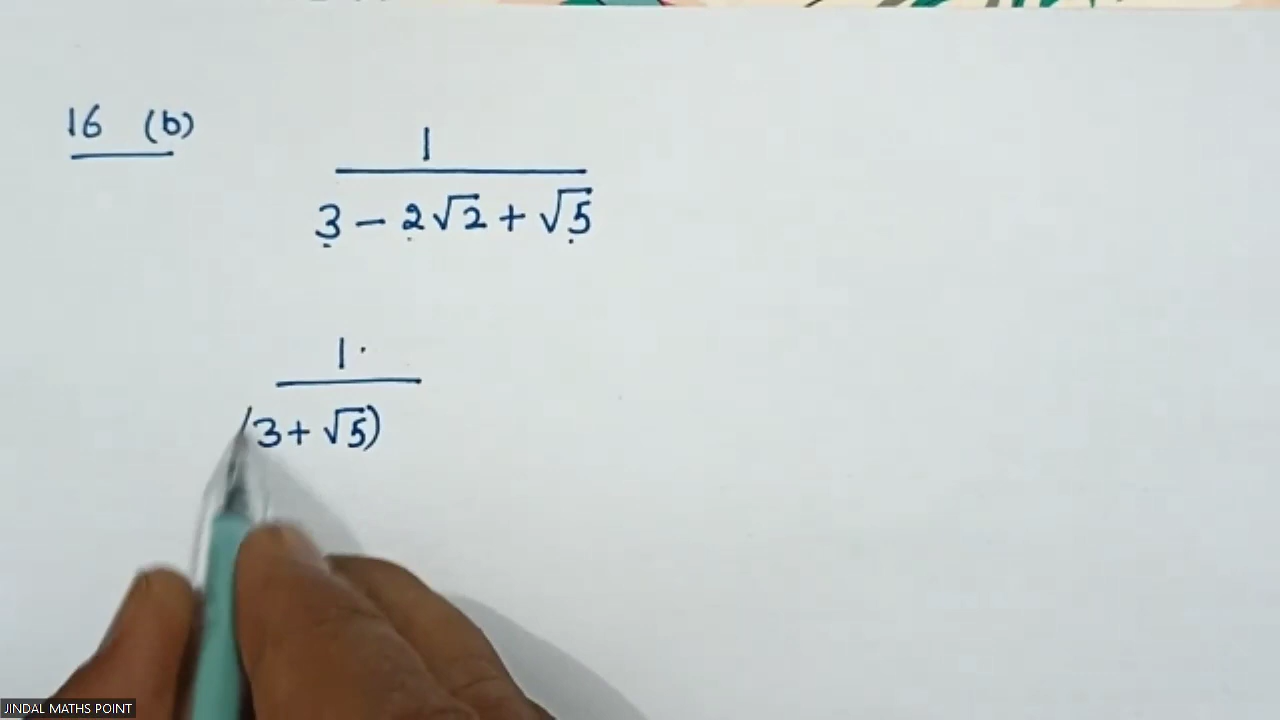 16 (b)
1
3 - 2√2 + √5
1.
(3 + √5)
JINDAL MATHS POINT